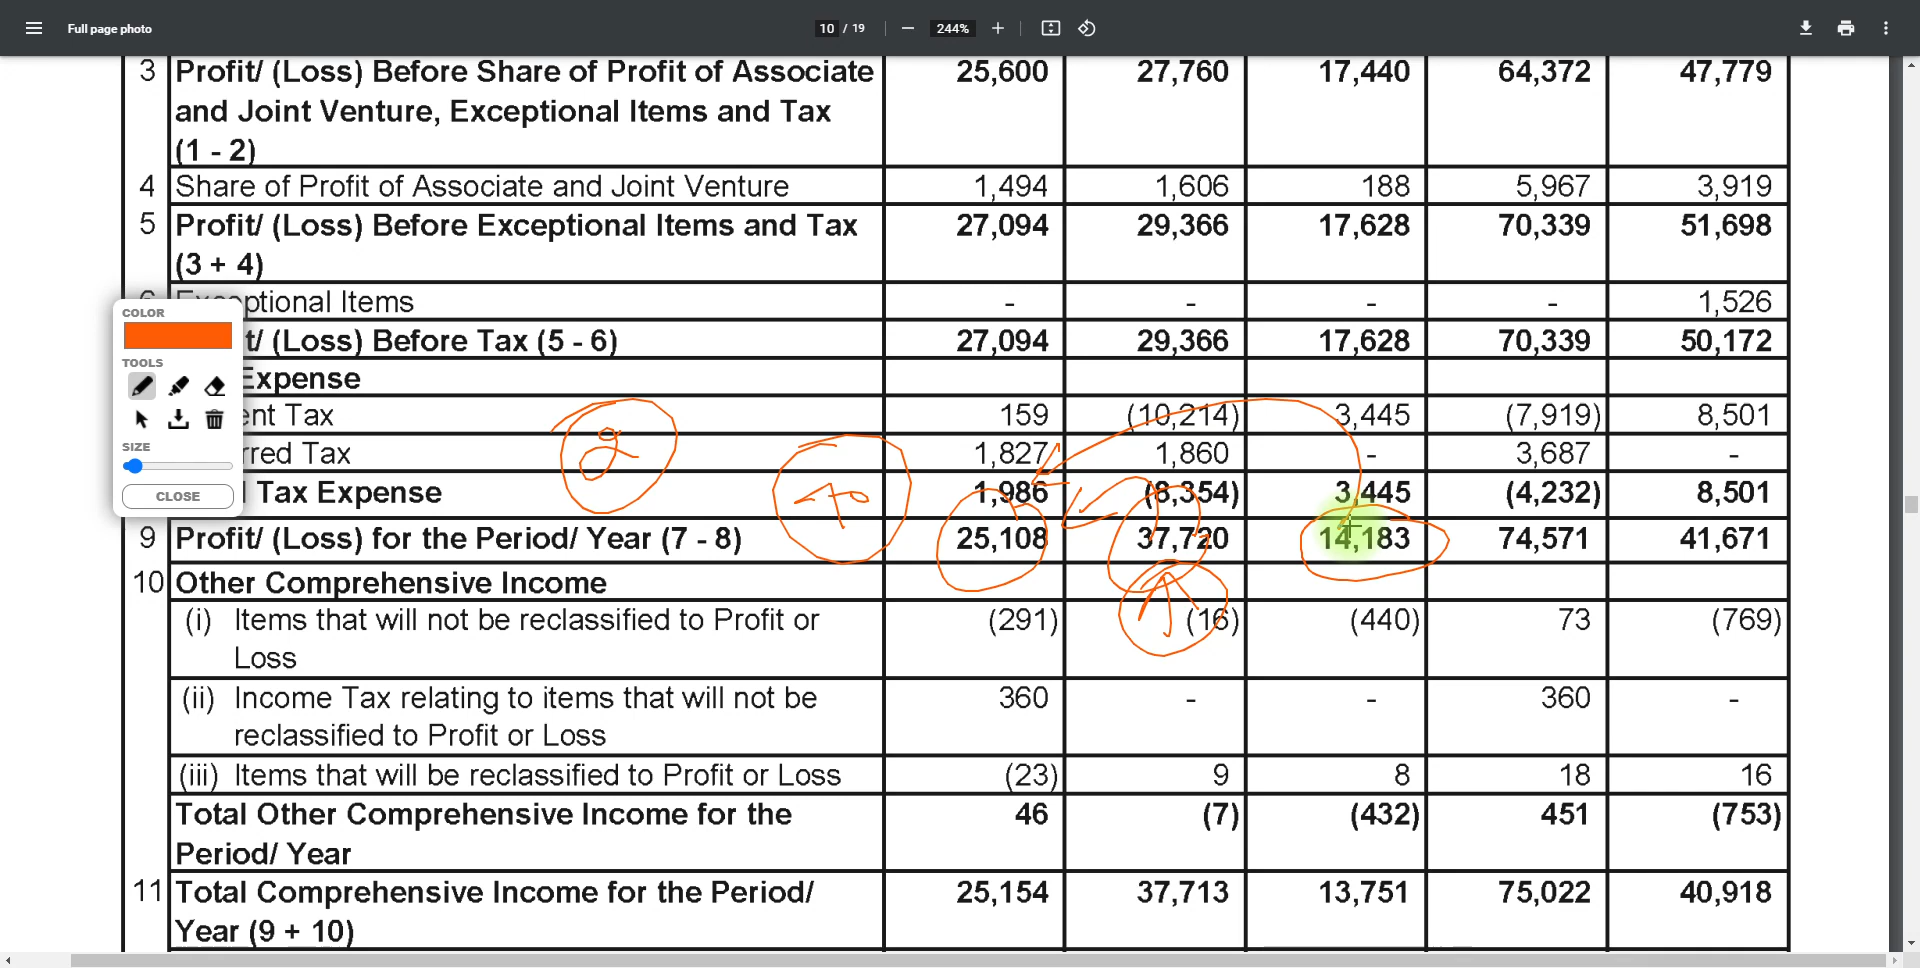 Full page photo
10 / 19
244%
3 Profit/ (Loss) Before Share of Profit of Associate 25,600 27,760 17,440 64,372 47,779
and Joint Venture, Exceptional Items and Tax
(1 - 2)
4 Share of Profit of Associate and Joint Venture 1,494 1,606 188 5,967 3,919
5 Profit/ (Loss) Before Exceptional Items and Tax 27,094 29,366 17,628 70,339 51,698
(3 + 4)
ptional Items - - - - 1,526
t/ (Loss) Before Tax (5 - 6) 27,094 29,366 17,628 70,339 50,172
Expense
ent Tax 159 (10,214) 3,445 (7,919) 8,501
rred Tax 1,827 1,860 - 3,687 -
Tax Expense 1,986 (8,354) 3,445 (4,232) 8,501
COLOR
TOOLS
SIZE
CLOSE
9 Profit/ (Loss) for the Period/ Year (7 - 8) 25,108 37,720 14,183 74,571 41,671
10 Other Comprehensive Income
(i) Items that will not be reclassified to Profit or (291) (16) (440) 73 (769)
Loss
(ii) Income Tax relating to items that will not be 360 - - 360 -
reclassified to Profit or Loss
(iii) Items that will be reclassified to Profit or Loss (23) 9 8 18 16
Total Other Comprehensive Income for the 46 (7) (432) 451 (753)
Period/ Year
11 Total Comprehensive Income for the Period/ 25,154 37,713 13,751 75,022 40,918
Year (9 + 10)